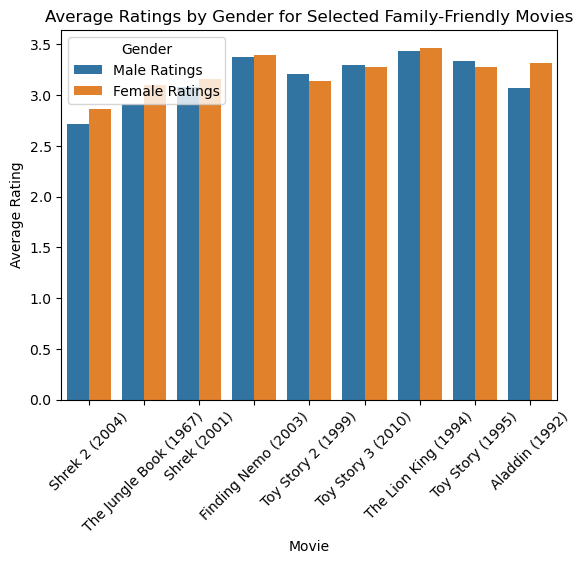 Average Ratings by Gender for Selected Family-Friendly Movies
Gender
Male Ratings
Female Ratings
Average Rating
3.5
3.0
2.5
2.0
1.5
1.0
0.5
0.0
Shrek 2 (2004)
The Jungle Book (1967)
Shrek (2001)
Finding Nemo (2003)
Toy Story 2 (1999)
Toy Story 3 (2010)
The Lion King (1994)
Toy Story (1995)
Aladdin (1992)
Movie